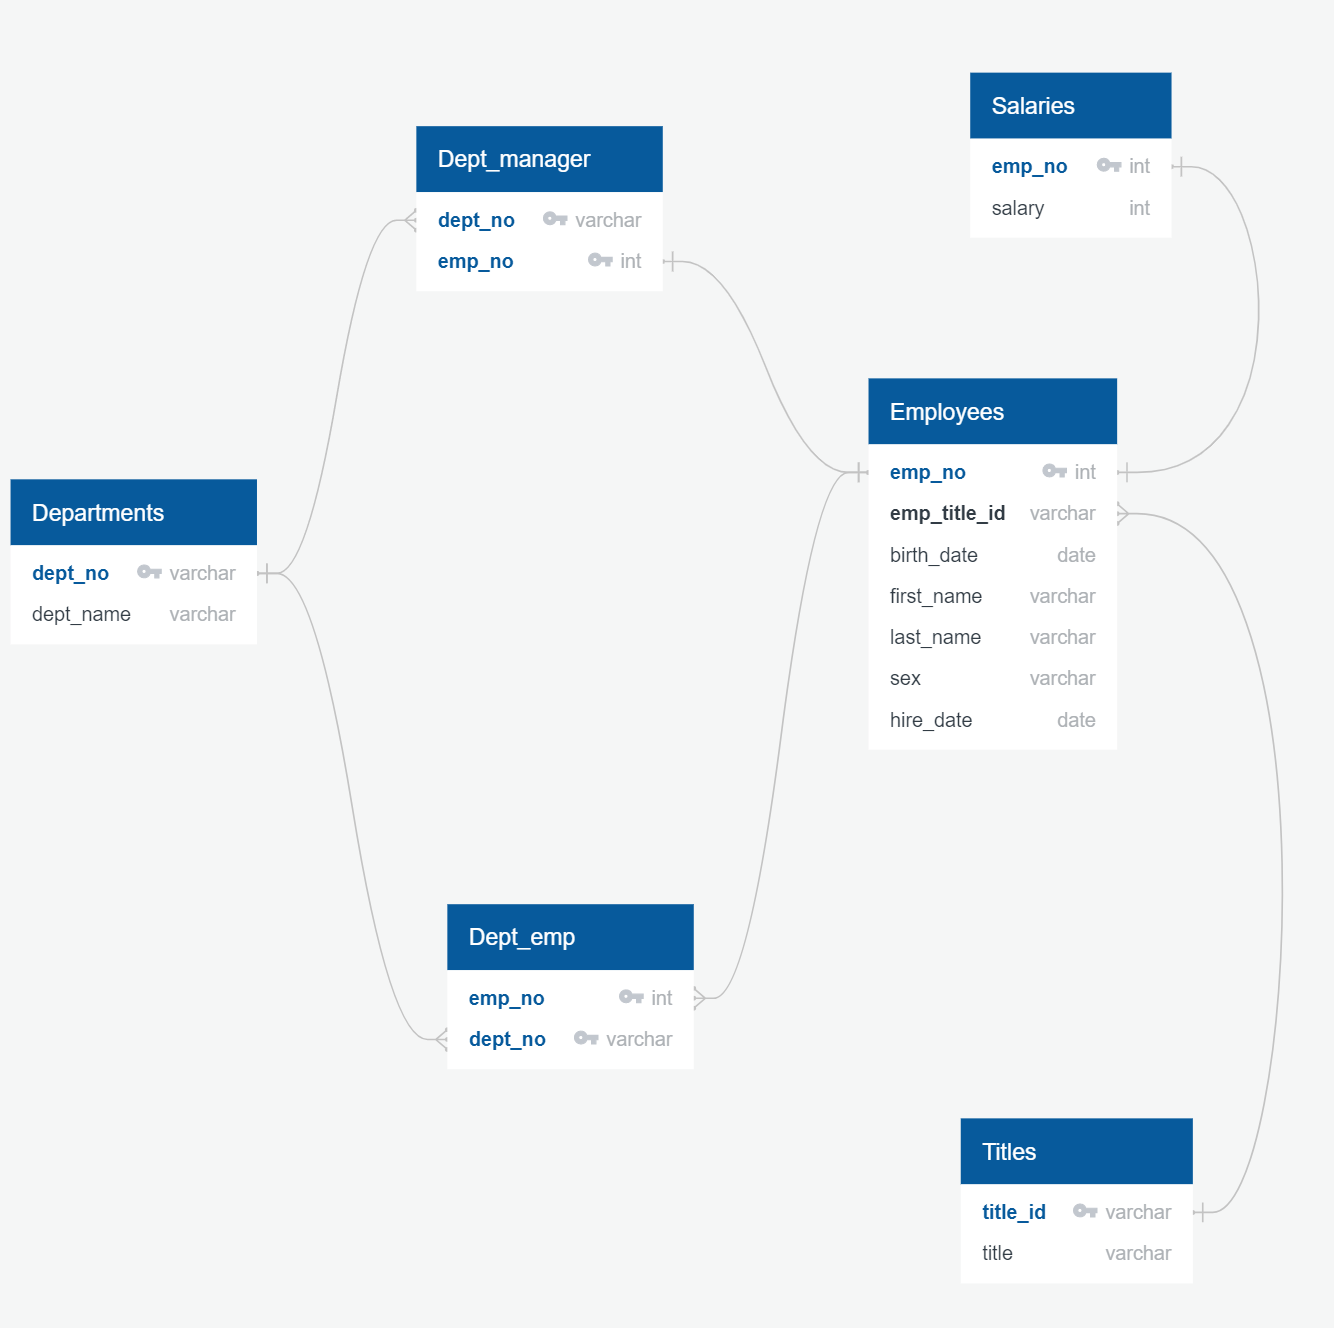 Salaries
emp_no int
salary int
Dept_manager
dept_no varchar
emp_no int
Employees
emp_no int
emp_title_id varchar
birth_date date
first_name varchar
last_name varchar
sex varchar
hire_date date
Departments
dept_no varchar
dept_name varchar
Dept_emp
emp_no int
dept_no varchar
Titles
title_id varchar
title varchar